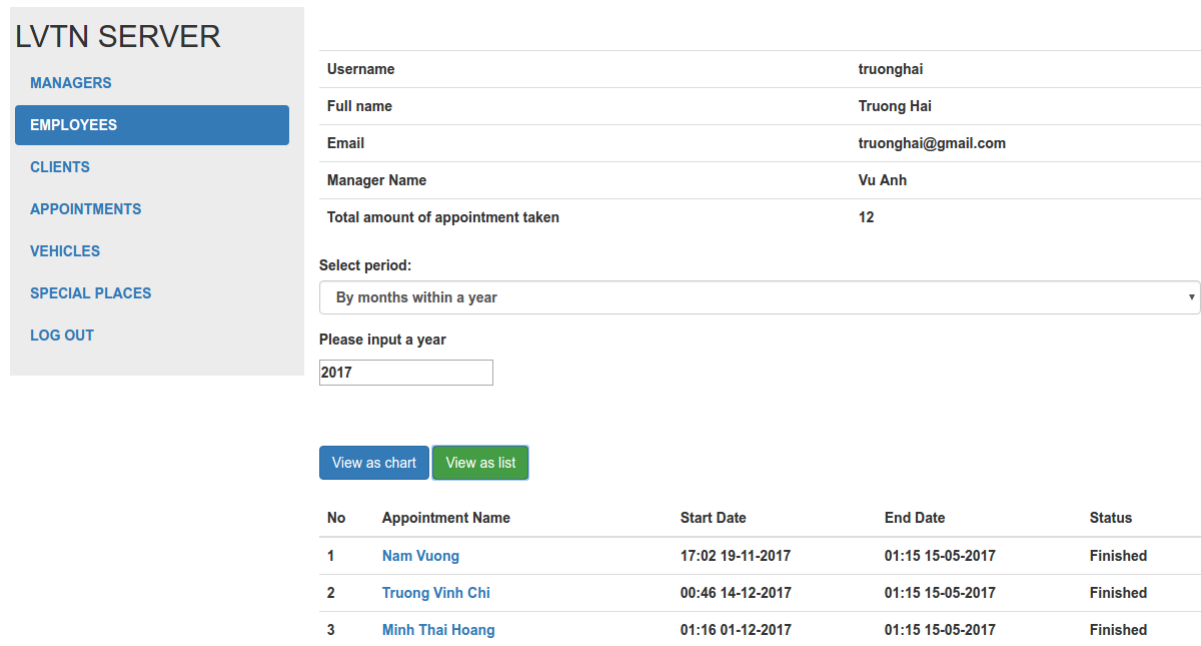 LVTN SERVER
MANAGERS
EMPLOYEES
CLIENTS
APPOINTMENTS
VEHICLES
SPECIAL PLACES
LOG OUT
Username truonghai
Full name Truong Hai
Email truonghai@gmail.com
Manager Name Vu Anh
Total amount of appointment taken 12
Select period:
By months within a year
Please input a year
2017
View as chart View as list
No Appointment Name Start Date End Date Status
1 Nam Vuong 17:02 19-11-2017 01:15 15-05-2017 Finished
2 Truong Vinh Chi 00:46 14-12-2017 01:15 15-05-2017 Finished
3 Minh Thai Hoang 01:16 01-12-2017 01:15 15-05-2017 Finished